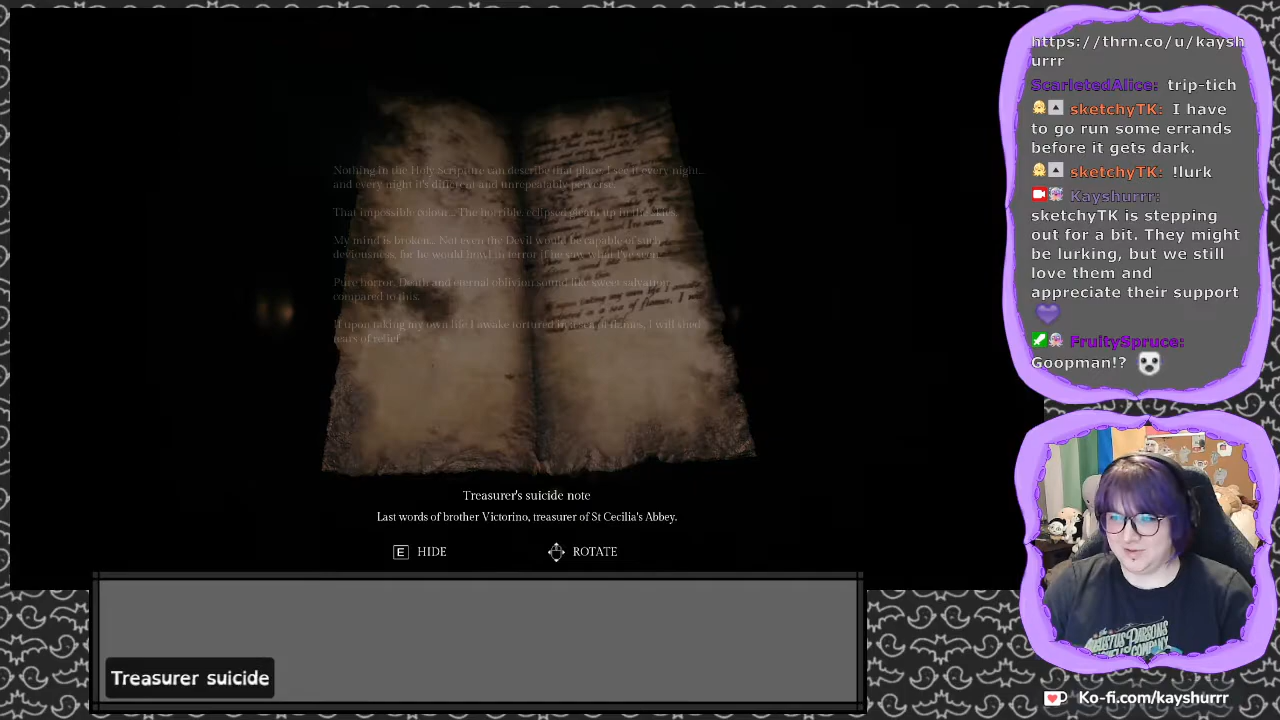 Nothing in the Holy Scripture can describe that place. I see it every night...
and every night it's different and unrepeatably perverse.
That impossible colour... The horrible, eclipsed gleam up in the skies.
My mind is broken... Not even the Devil would be capable of such
deviousness, for he would howl in terror if he saw what I've seen.
Pure horror. Death and eternal oblivion sound like sweet salvation
compared to this.
If upon taking my own life I awake tortured in a sea of flames, I will shed
tears of relief.
Treasurer's suicide note
Last words of brother Victorino, treasurer of St Cecilia's Abbey.
E HIDE
ROTATE
Treasurer suicide
https://thrn.co/u/kaysh
urrr
ScarletedAlice: trip-tich
sketchyTK: I have
to go run some errands
before it gets dark.
sketchyTK: !lurk
Kayshurrr:
sketchyTK is stepping
out for a bit. They might
be lurking, but we still
love them and
appreciate their support
FruitySpruce:
Goopman!?
PARSONS
COMPANY
Ko-fi.com/kayshurrr